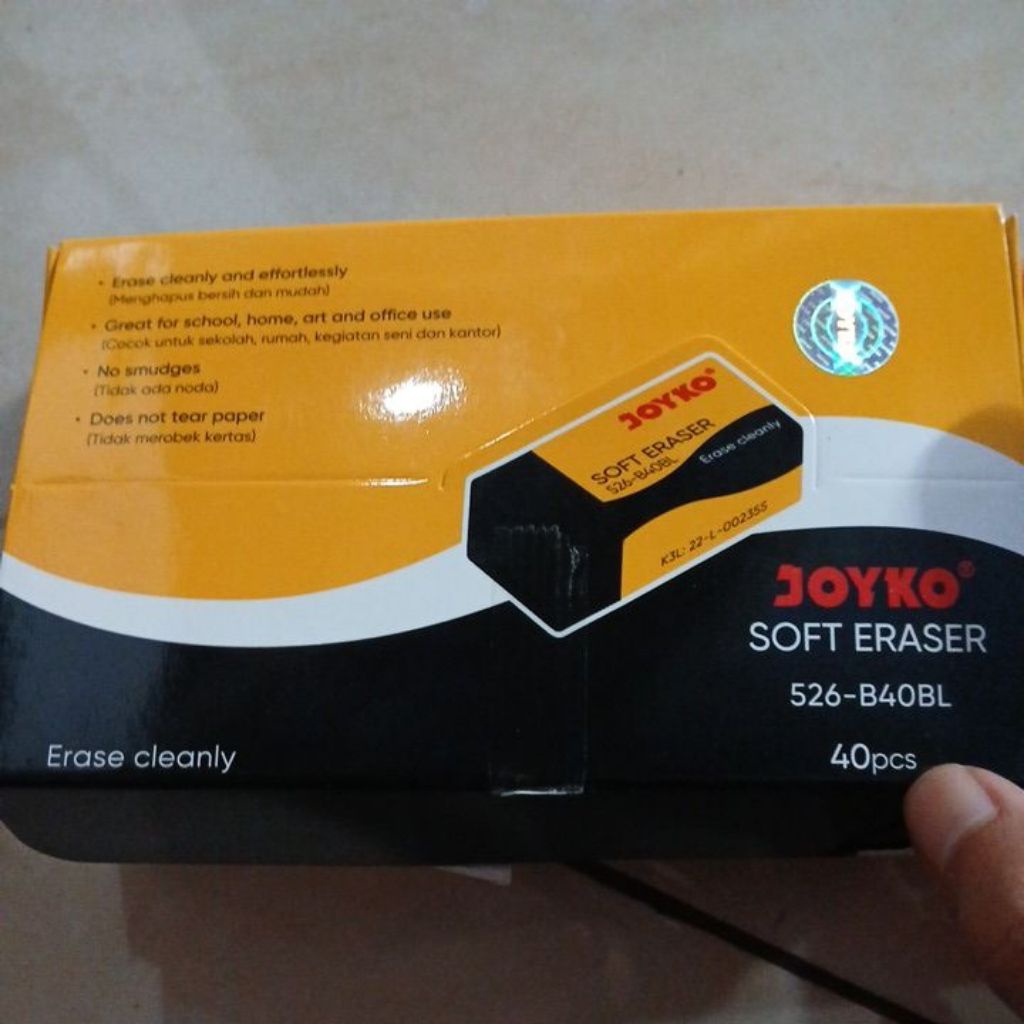 • Erase cleanly and effortlessly
(Menghapus bersih dan mudah)
• Great for school, home, art and office use
(Cocok untuk sekolah, rumah, kegiatan seni dan kantor)
• No smudges
(Tidak ada noda)
• Does not tear paper
(Tidak merobek kertas)
JOYKO®
SOFT ERASER
526-B40BL
Erase cleanly
K3L: 22-L-002355
JOYKO®
SOFT ERASER
526-B40BL
40pcs
Erase cleanly